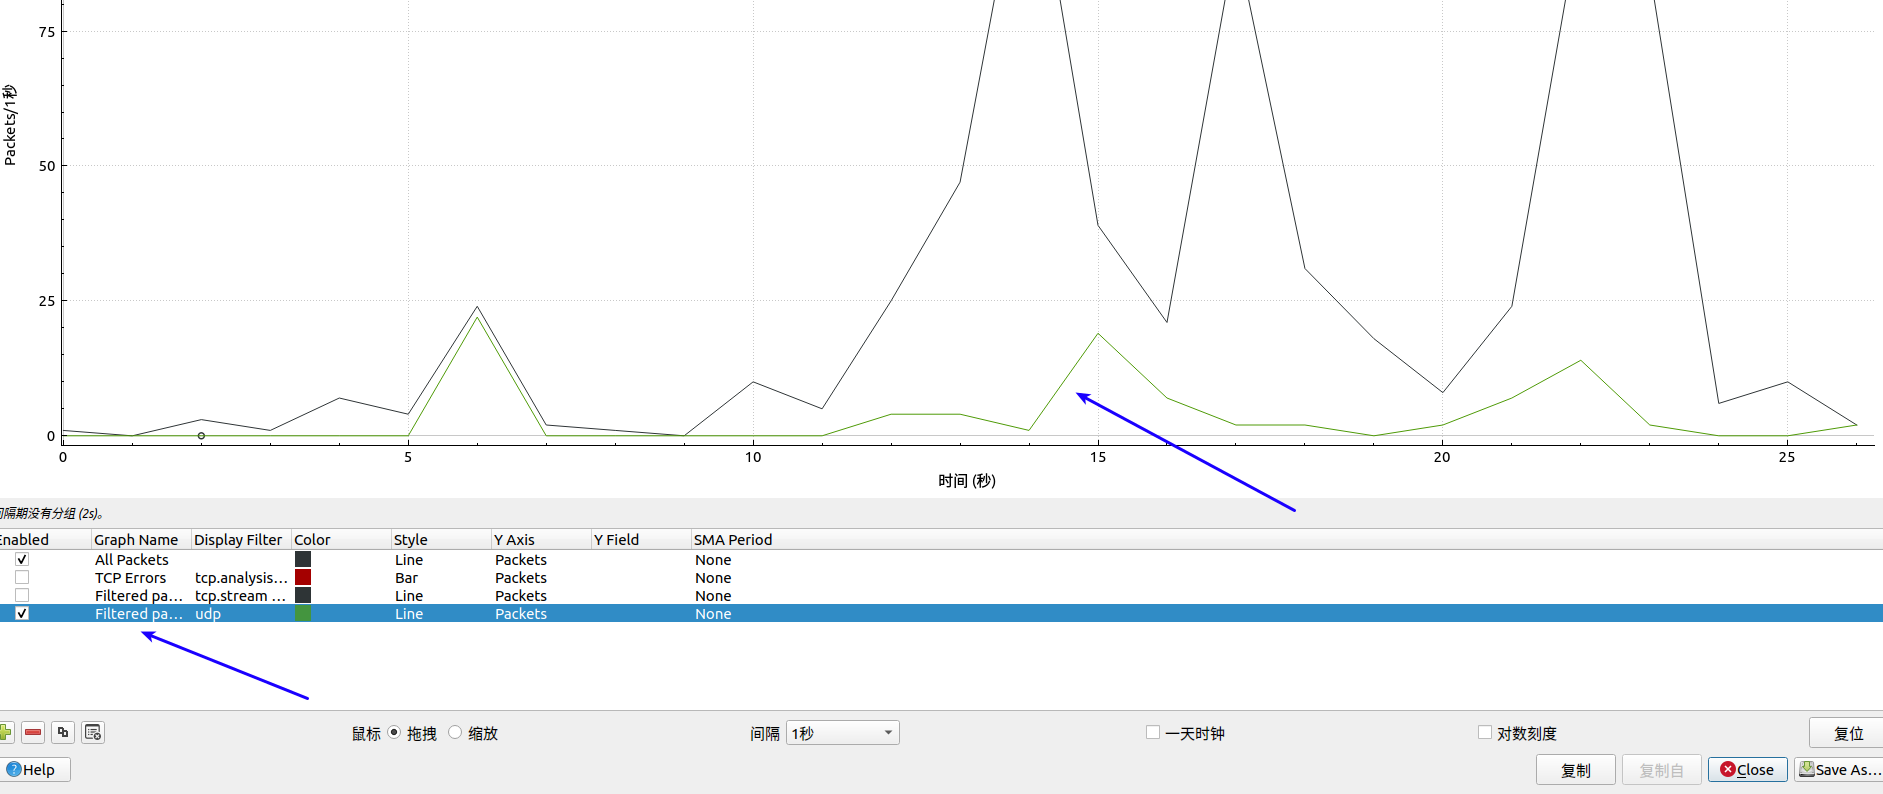 75
50
25
0
Packets/1秒
0 5 10 15 20 25
时间 (秒)
隔期没有分组 (2s)。
Enabled Graph Name Display Filter Color Style Y Axis Y Field SMA Period
All Packets Line Packets None
TCP Errors tcp.analysis... Bar Packets None
Filtered pa... tcp.stream ... Line Packets None
Filtered pa... udp Line Packets None
鼠标 拖拽 缩放 间隔 1秒 一天时钟 对数刻度 复位
Help 复制 复制自 Close Save As...